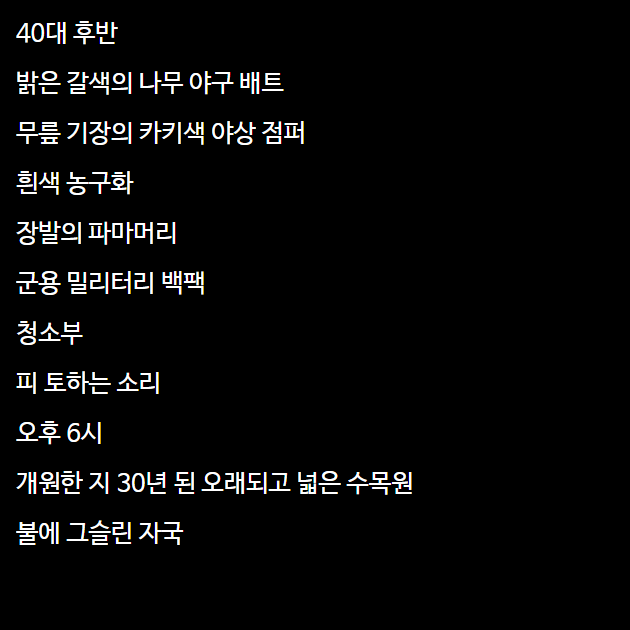 40대 후반
밝은 갈색의 나무 야구 배트
무릎 기장의 카키색 야상 점퍼
흰색 농구화
장발의 파마머리
군용 밀리터리 백팩
청소부
피 토하는 소리
오후 6시
개원한 지 30년 된 오래되고 넓은 수목원
불에 그슬린 자국